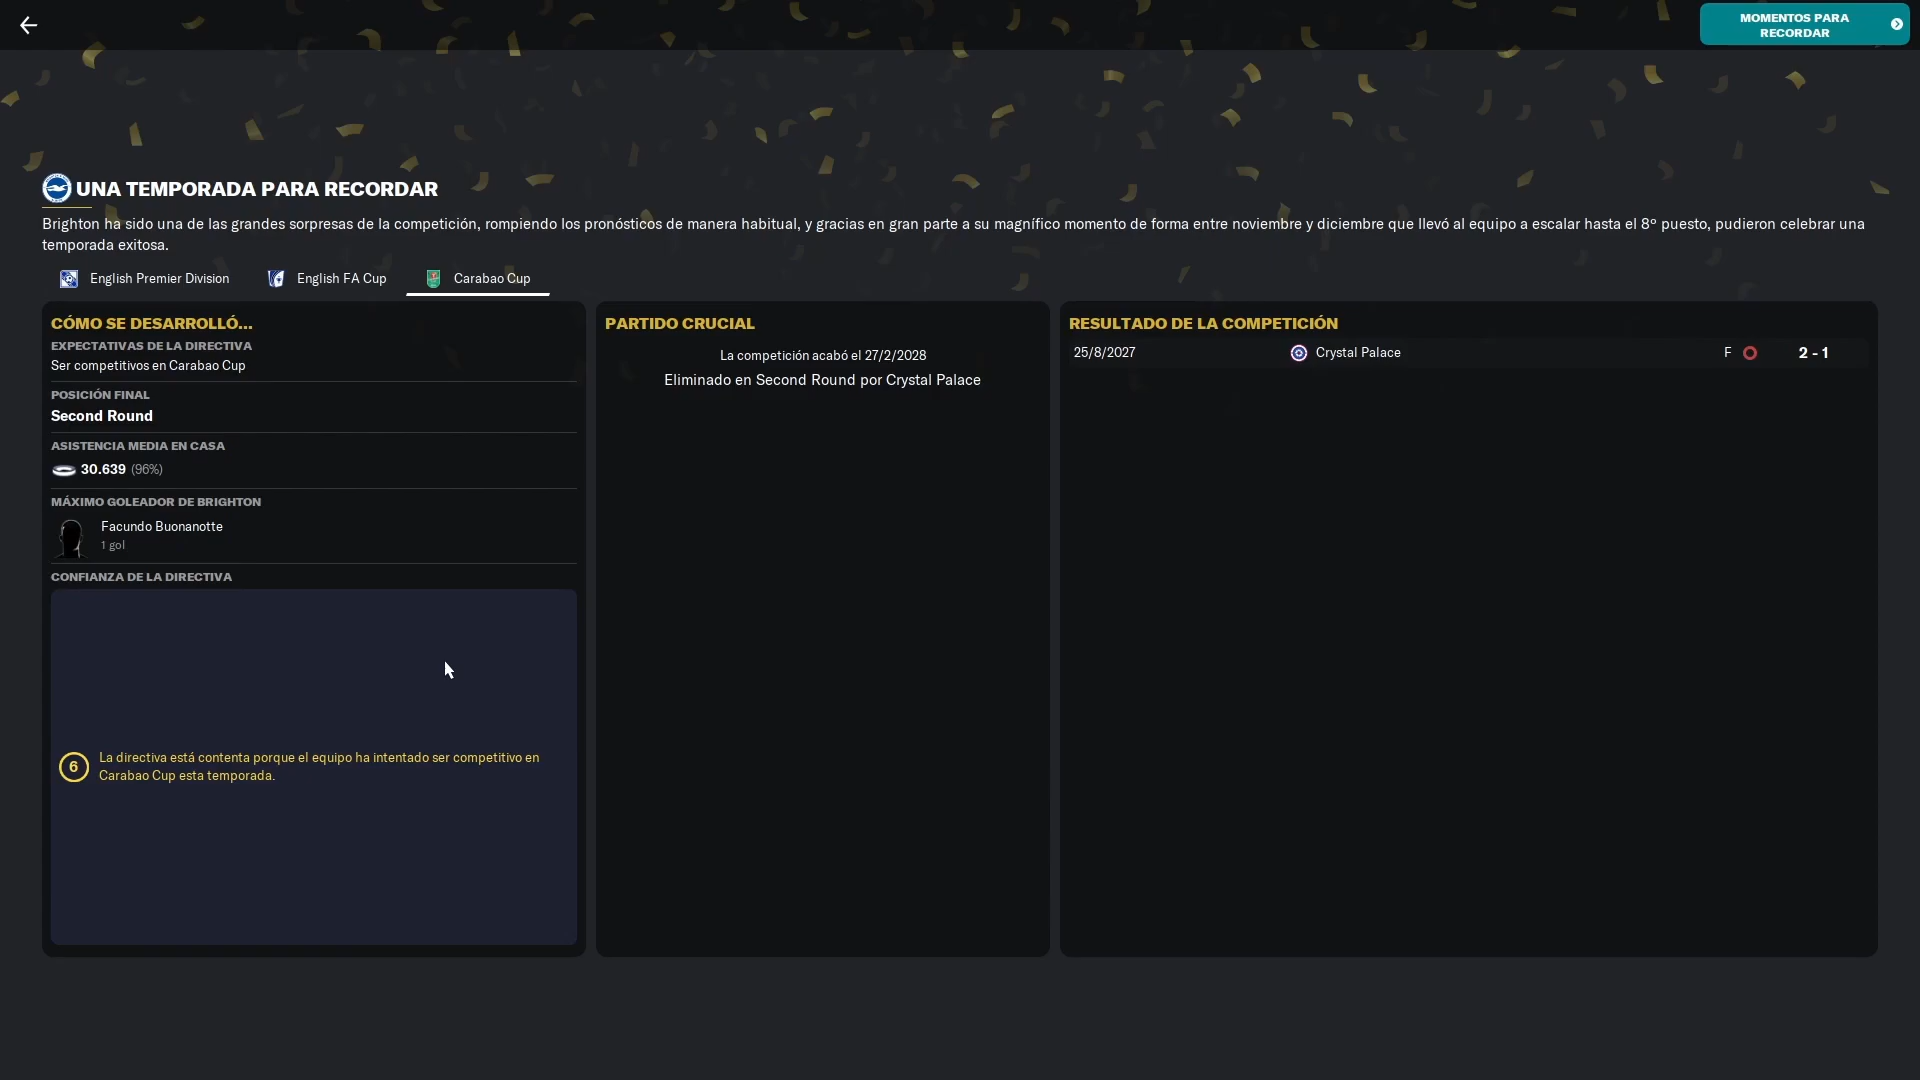 MOMENTOS PARA
RECORDAR
UNA TEMPORADA PARA RECORDAR
Brighton ha sido una de las grandes sorpresas de la competición, rompiendo los pronósticos de manera habitual, y gracias en gran parte a su magnífico momento de forma entre noviembre y diciembre que llevó al equipo a escalar hasta el 8º puesto, pudieron celebrar una
temporada exitosa.
English Premier Division English FA Cup Carabao Cup
CÓMO SE DESARROLLÓ...
EXPECTATIVAS DE LA DIRECTIVA
Ser competitivos en Carabao Cup
POSICIÓN FINAL
Second Round
ASISTENCIA MEDIA EN CASA
30.639 (96%)
MÁXIMO GOLEADOR DE BRIGHTON
Facundo Buonanotte
1 gol
CONFIANZA DE LA DIRECTIVA
6 La directiva está contenta porque el equipo ha intentado ser competitivo en
Carabao Cup esta temporada.
PARTIDO CRUCIAL
La competición acabó el 27/2/2028
Eliminado en Second Round por Crystal Palace
RESULTADO DE LA COMPETICIÓN
25/8/2027 Crystal Palace F 2 - 1